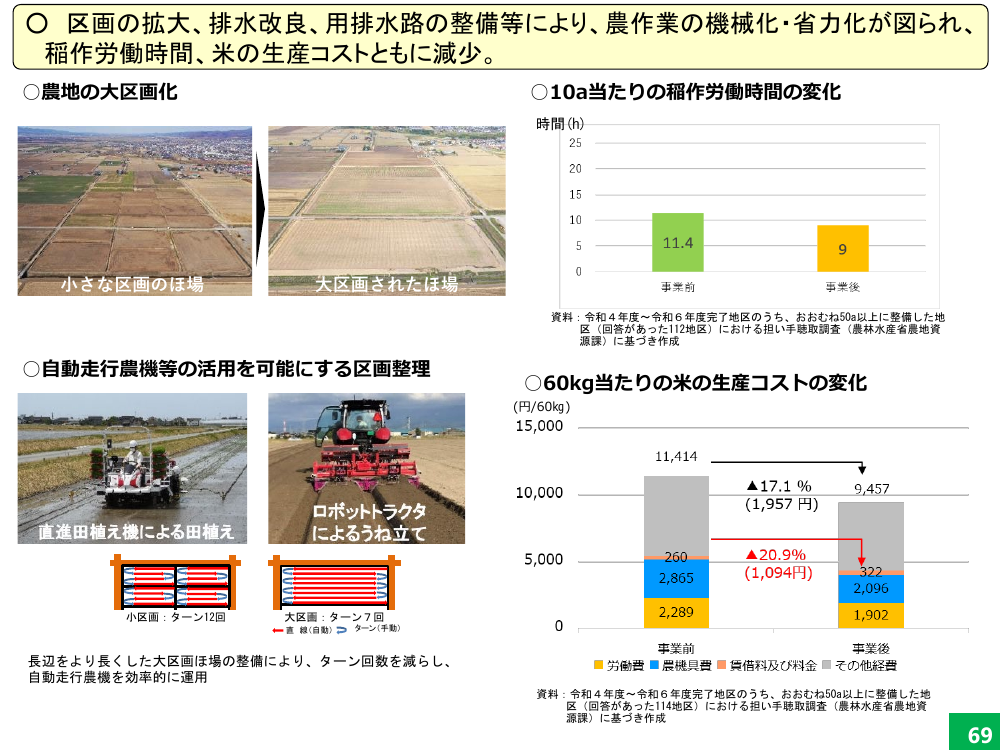 〇　区画の拡大、排水改良、用排水路の整備等により、農作業の機械化・省力化が図られ、
稲作労働時間、米の生産コストともに減少。
○農地の大区画化
小さな区画のほ場
大区画されたほ場
○10a当たりの稲作労働時間の変化
時間(h)
25
20
15
10
5
0
11.4
9
事業前
事業後
資料：令和４年度～令和６年度完了地区のうち、おおむね50a以上に整備した地
区（回答があった112地区）における担い手聴取調査（農林水産省農地資
源課）に基づき作成
○自動走行農機等の活用を可能にする区画整理
直進田植え機による田植え
ロボットトラクタ
によるうね立て
小区画：ターン12回
大区画：ターン７回
直　線(自動)
ターン(手動)
長辺をより長くした大区画ほ場の整備により、ターン回数を減らし、
自動走行農機を効率的に運用
○60kg当たりの米の生産コストの変化
(円/60kg)
15,000
10,000
5,000
0
11,414
260
2,865
2,289
▲17.1 %
(1,957 円)
▲20.9%
(1,094円)
9,457
322
2,096
1,902
事業前
事業後
労働費
農機具費
賃借料及び料金
その他経費
資料：令和４年度～令和６年度完了地区のうち、おおむね50a以上に整備した地
区（回答があった114地区）における担い手聴取調査（農林水産省農地資
源課）に基づき作成
69